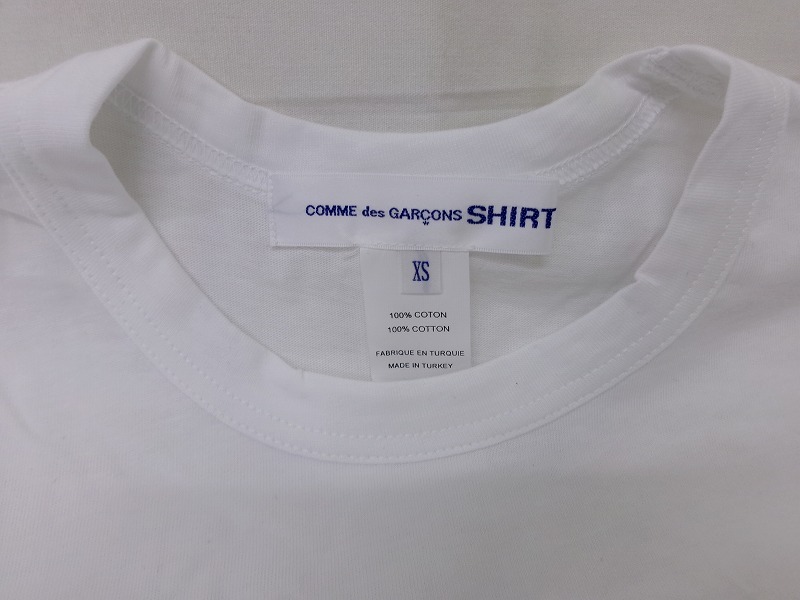 COMME des GARÇONS SHIRT
XS
100% COTON
100% COTTON
FABRIQUE EN TURQUIE
MADE IN TURKEY